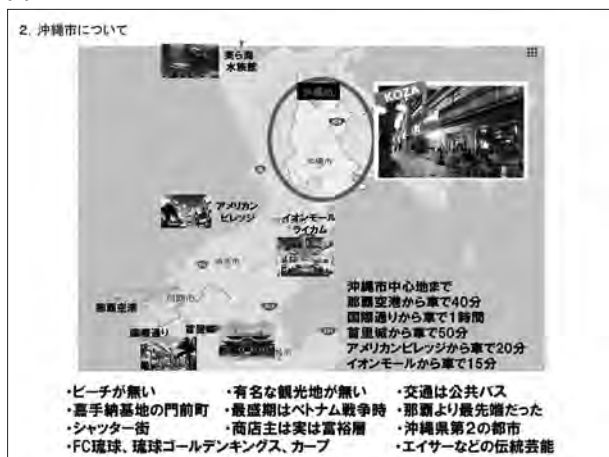 2. 沖縄市について
美ら海
水族館
沖縄市
KOZA
沖縄市
アメリカン
ビレッジ
イオンモール
ライカム
那覇空港
国際通り
首里城
沖縄市中心地まで
那覇空港から車で40分
国際通りから車で1時間
首里城から車で50分
アメリカンビレッジから車で20分
イオンモールから車で15分
・ビーチが無い ・有名な観光地が無い ・交通は公共バス
・嘉手納基地の門前町 ・最盛期はベトナム戦争時 ・那覇より最先端だった
・シャッター街 ・商店主は実は富裕層 ・沖縄県第2の都市
・FC琉球、琉球ゴールデンキングス、カープ ・エイサーなどの伝統芸能